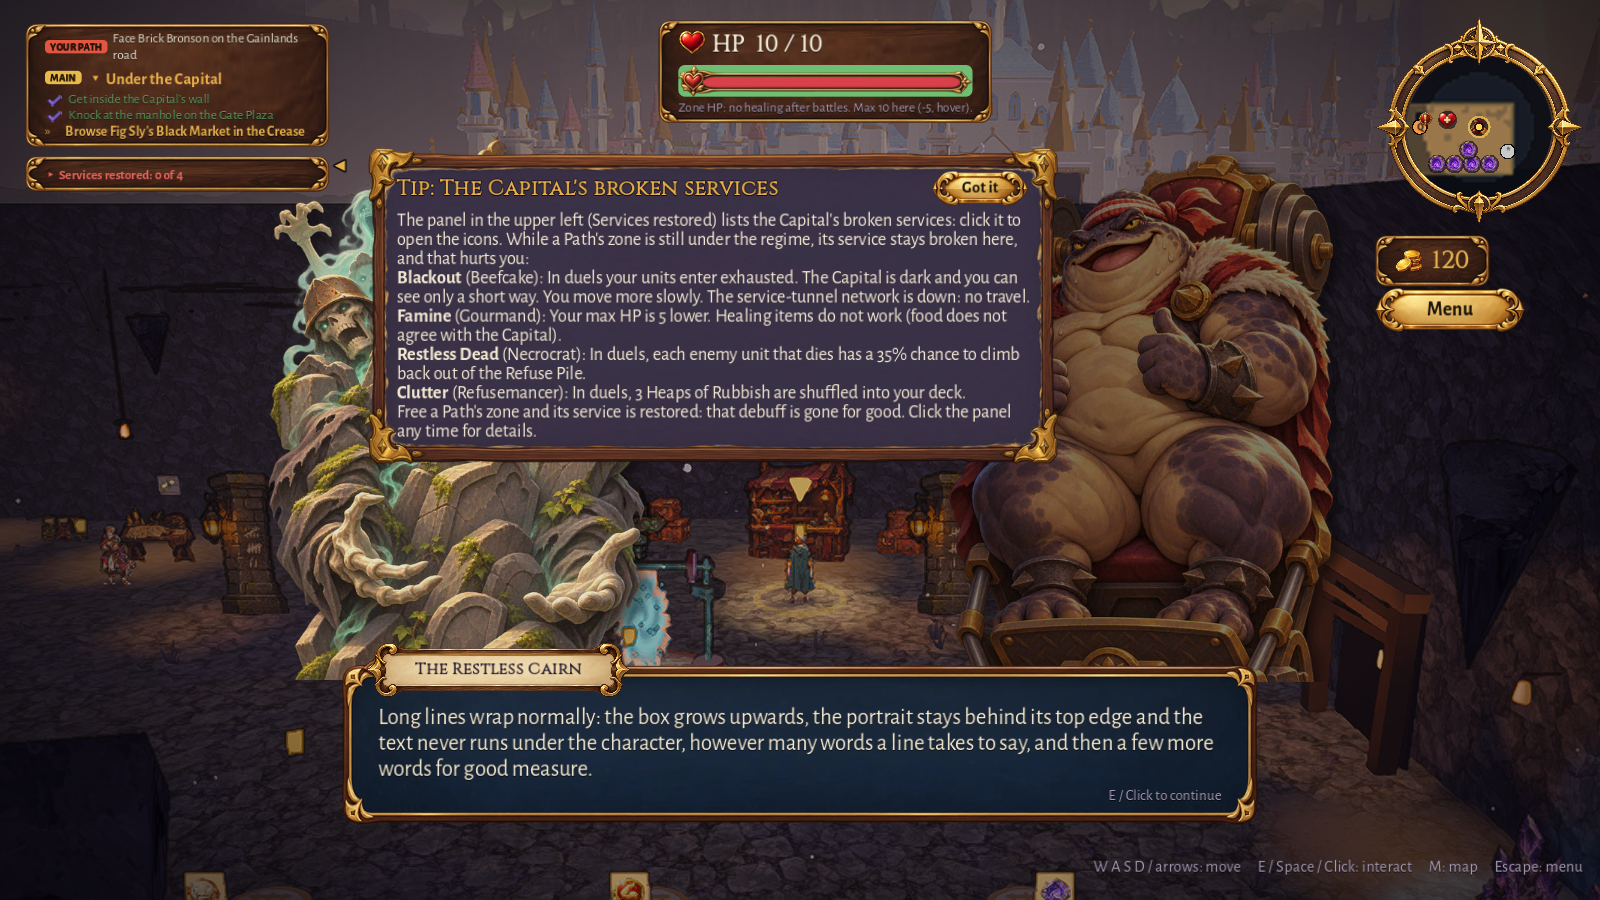 YOUR PATH Face Brick Bronson on the Gainlands
road
MAIN Under the Capital
Get inside the Capital's wall
Knock at the manhole on the Gate Plaza
» Browse Fig Sly's Black Market in the Crease
Services restored: 0 of 4
HP 10 / 10
Zone HP: no healing after battles. Max 10 here (-5, hover).
120
Menu
Tip: The Capital's broken services
Got it
The panel in the upper left (Services restored) lists the Capital's broken services: click it to
open the icons. While a Path's zone is still under the regime, its service stays broken here,
and that hurts you:
Blackout (Beefcake): In duels your units enter exhausted. The Capital is dark and you can
see only a short way. You move more slowly. The service-tunnel network is down: no travel.
Famine (Gourmand): Your max HP is 5 lower. Healing items do not work (food does not
agree with the Capital).
Restless Dead (Necrocrat): In duels, each enemy unit that dies has a 35% chance to climb
back out of the Refuse Pile.
Clutter (Refusemancer): In duels, 3 Heaps of Rubbish are shuffled into your deck.
Free a Path's zone and its service is restored: that debuff is gone for good. Click the panel
any time for details.
The Restless Cairn
Long lines wrap normally: the box grows upwards, the portrait stays behind its top edge and the
text never runs under the character, however many words a line takes to say, and then a few more
words for good measure.
E / Click to continue
W A S D / arrows: move E / Space / Click: interact M: map Escape: menu